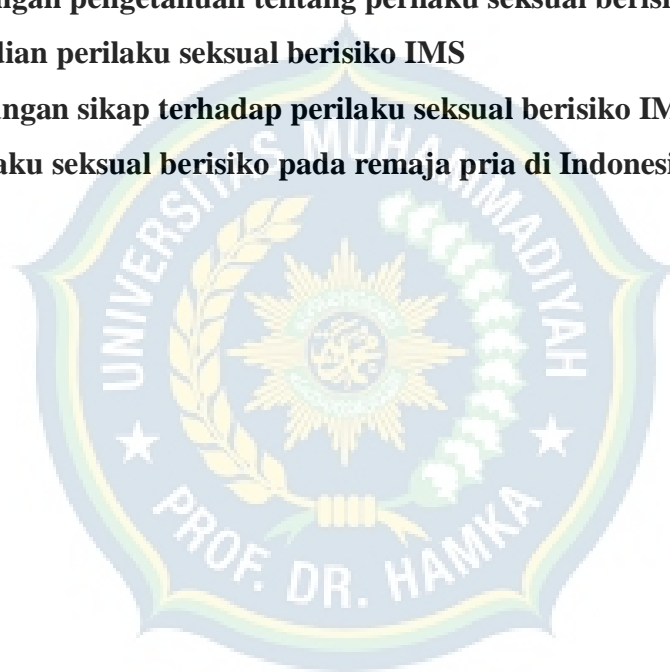 ngan pengetahuan tentang perilaku seksual berisi
dian perilaku seksual berisiko IMS
ngan sikap terhadap perilaku seksual berisiko IM
aku seksual berisiko pada remaja pria di Indonesi
UNIVERSITAS MUHAMMADIYAH
PROF. DR. HAMKA